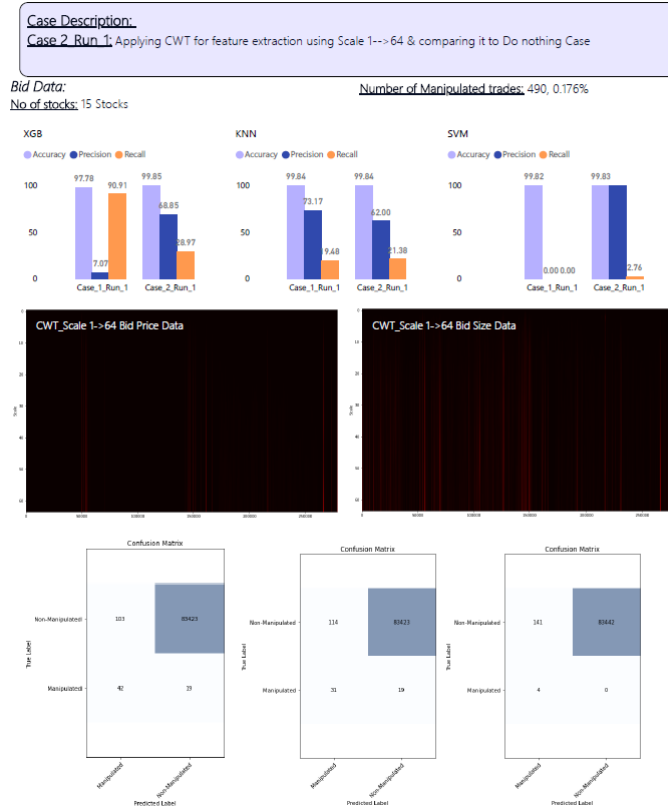 Case Description:
Case 2_Run_1: Applying CWT for feature extraction using Scale 1-->64 & comparing it to Do nothing Case
Bid Data:
Number of Manipulated trades: 490, 0.176%
No of stocks: 15 Stocks
XGB
Accuracy Precision Recall
100
50
0
97.78
7.07
90.91
99.85
68.85
28.97
Case_1_Run_1
Case_2_Run_1
KNN
Accuracy Precision Recall
100
50
0
99.84
73.17
19.48
99.84
62.00
21.38
Case_1_Run_1
Case_2_Run_1
SVM
Accuracy Precision Recall
100
50
0
99.82
0.00 0.00
99.83
2.76
Case_1_Run_1
Case_2_Run_1
CWT_Scale 1->64 Bid Price Data
Scale
CWT_Scale 1->64 Bid Size Data
Scale
Confusion Matrix
True Label
Non-Manipulated
103
83423
Manipulated
42
19
Manipulated
Non-Manipulated
Predicted Label
Confusion Matrix
True Label
Non-Manipulated
114
83423
Manipulated
31
19
Manipulated
Non-Manipulated
Predicted Label
Confusion Matrix
True Label
Non-Manipulated
141
83442
Manipulated
4
0
Manipulated
Non-Manipulated
Predicted Label